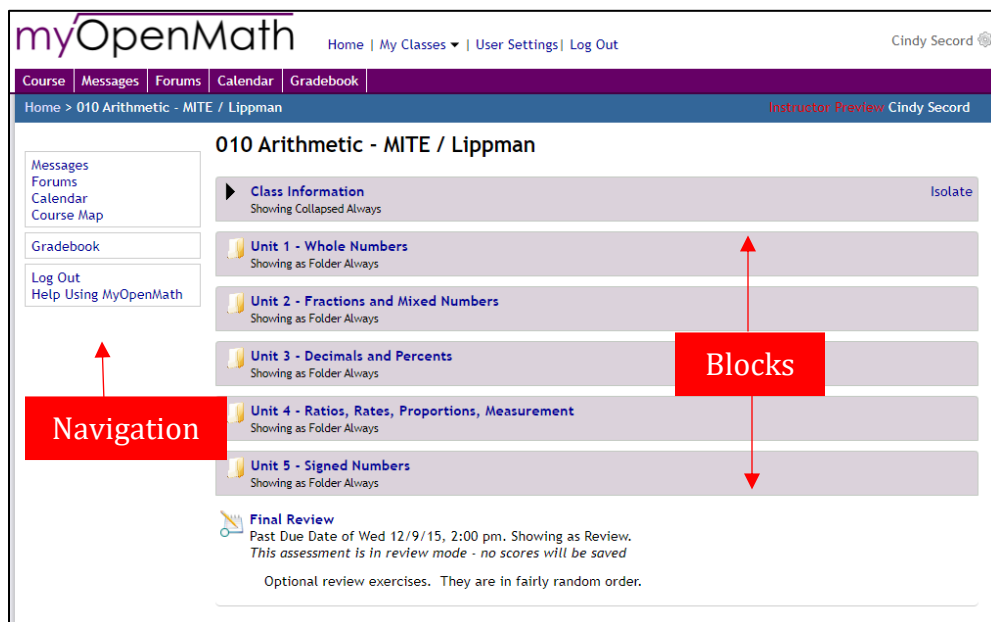 myOpenMath
Home | My Classes ▾ | User Settings| Log Out
Cindy Secord
Course Messages Forums Calendar Gradebook
Home > 010 Arithmetic - MITE / Lippman
Instructor Preview Cindy Secord
Messages
Forums
Calendar
Course Map
Gradebook
Log Out
Help Using MyOpenMath
Navigation
010 Arithmetic - MITE / Lippman
Class Information
Isolate
Showing Collapsed Always
Unit 1 - Whole Numbers
Showing as Folder Always
Unit 2 - Fractions and Mixed Numbers
Showing as Folder Always
Unit 3 - Decimals and Percents
Showing as Folder Always
Blocks
Unit 4 - Ratios, Rates, Proportions, Measurement
Showing as Folder Always
Unit 5 - Signed Numbers
Showing as Folder Always
Final Review
Past Due Date of Wed 12/9/15, 2:00 pm. Showing as Review.
This assessment is in review mode - no scores will be saved
Optional review exercises. They are in fairly random order.